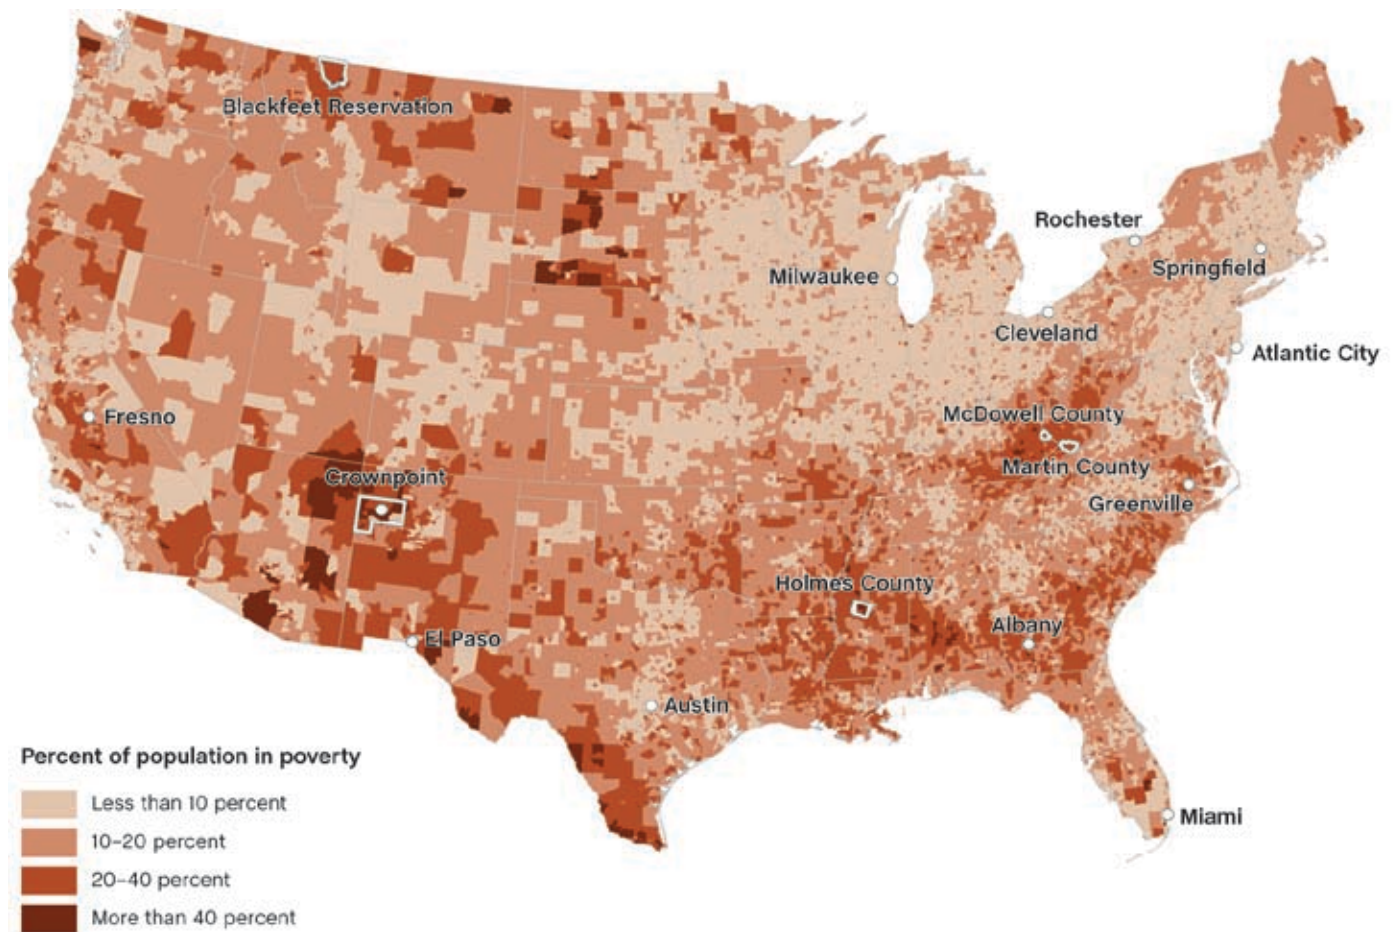 Blackfeet Reservation
Rochester
Springfield
Milwaukee
Cleveland
Atlantic City
Fresno
McDowell County
Martin County
Crownpoint
Greenville
Holmes County
Albany
El Paso
Austin
Miami
Percent of population in poverty
Less than 10 percent
10–20 percent
20–40 percent
More than 40 percent